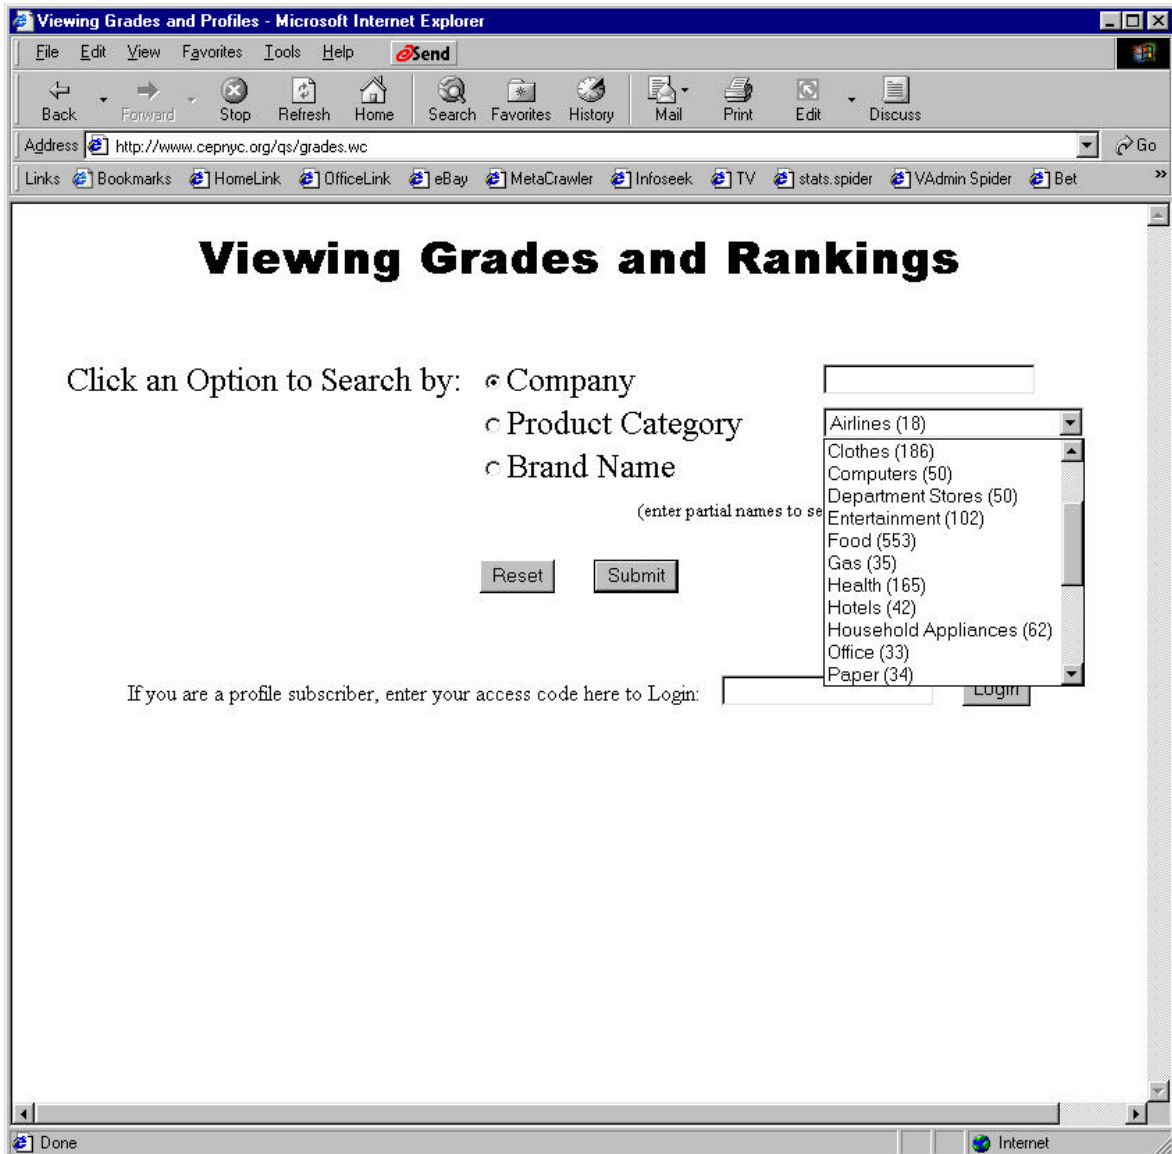 Viewing Grades and Profiles - Microsoft Internet Explorer
File Edit View Favorites Tools Help Send
Back Forward Stop Refresh Home Search Favorites History Mail Print Edit Discuss
Address http://www.cepnyc.org/qs/grades.wc Go
Links Bookmarks HomeLink OfficeLink eBay MetaCrawler Infoseek TV stats.spider VAdmin Spider Bet »
Viewing Grades and Rankings
Click an Option to Search by: Company
Product Category Airlines (18)
Brand Name
(enter partial names to se
Clothes (186)
Computers (50)
Department Stores (50)
Entertainment (102)
Food (553)
Gas (35)
Health (165)
Hotels (42)
Household Appliances (62)
Office (33)
Paper (34)
Reset Submit
If you are a profile subscriber, enter your access code here to Login: Login
Done Internet